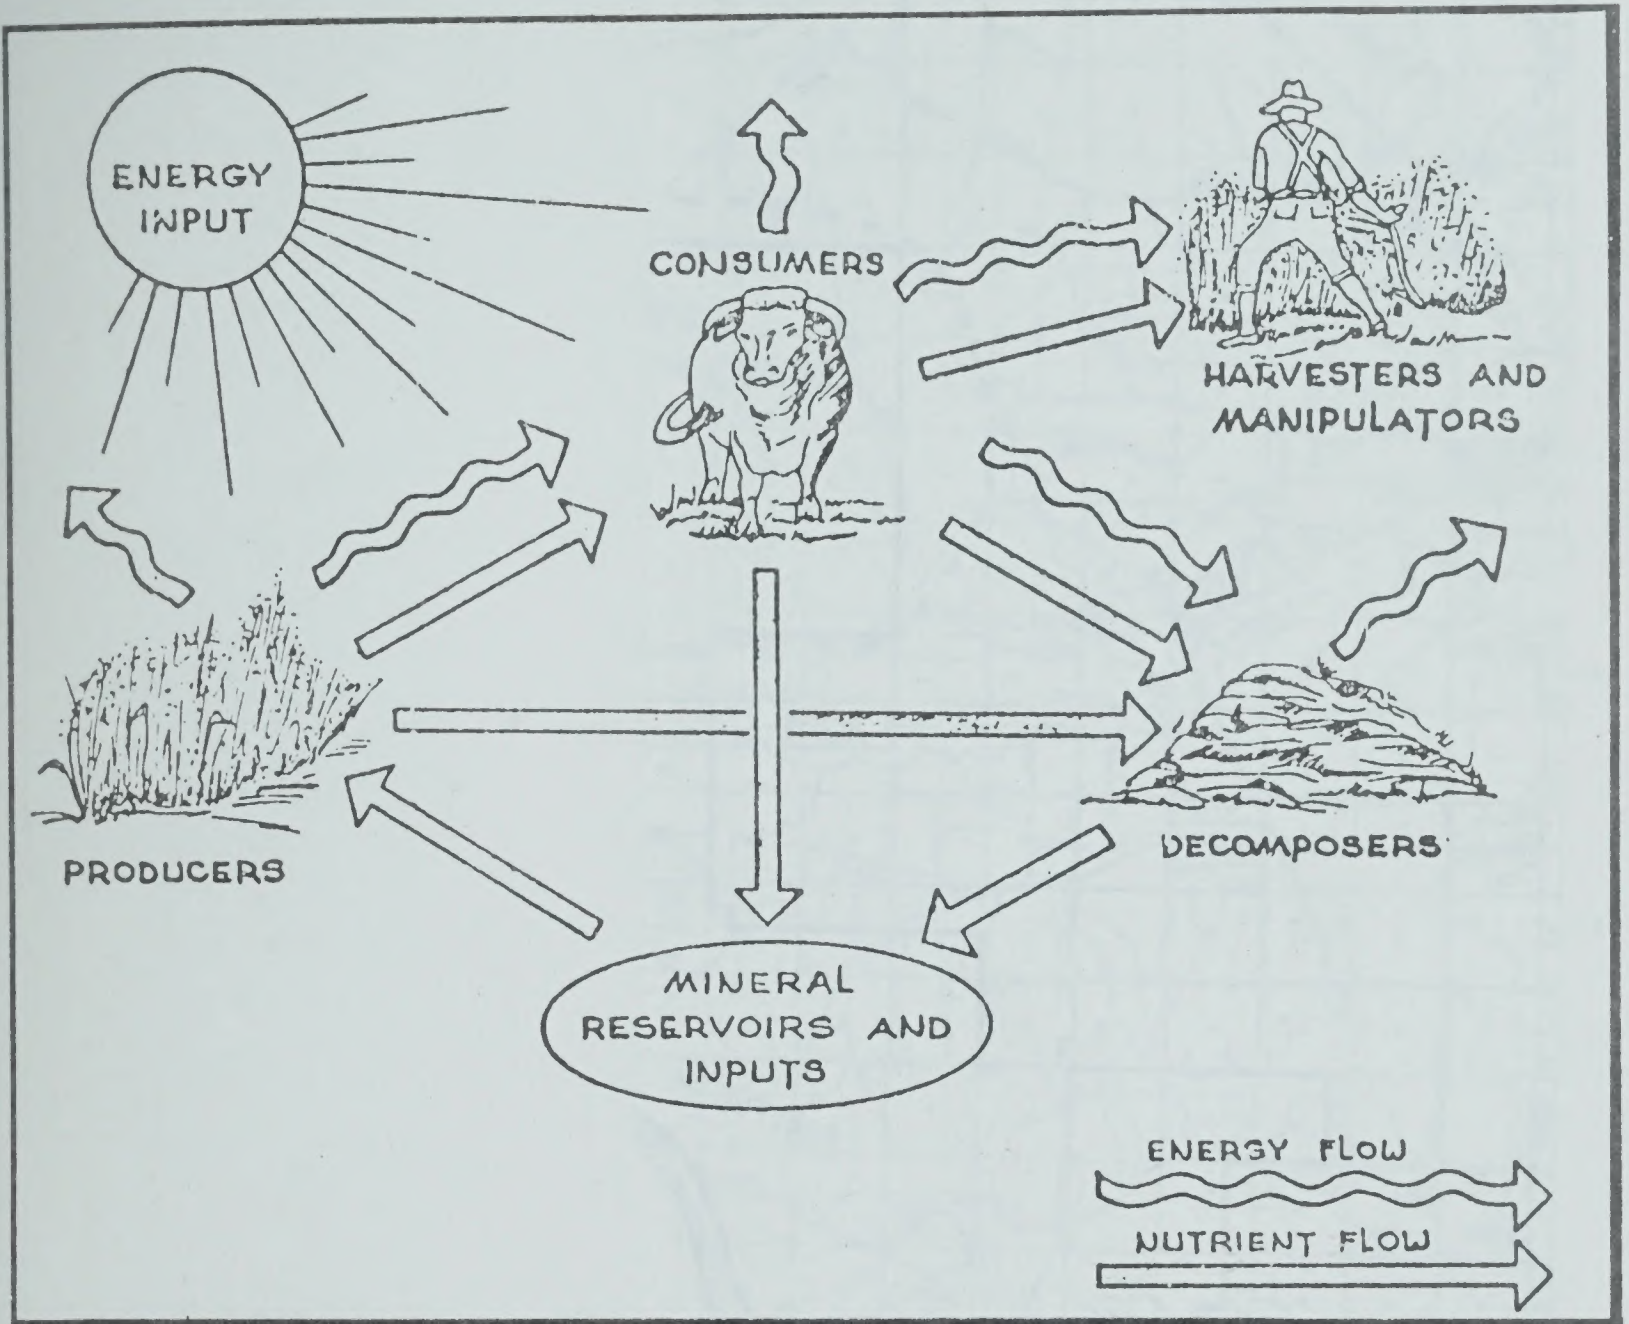 ENERGY
INPUT
CONSUMERS
HARVESTERS AND
MANIPULATORS
PRODUCERS
DECOMPOSERS
MINERAL
RESERVOIRS AND
INPUTS
ENERGY FLOW
NUTRIENT FLOW